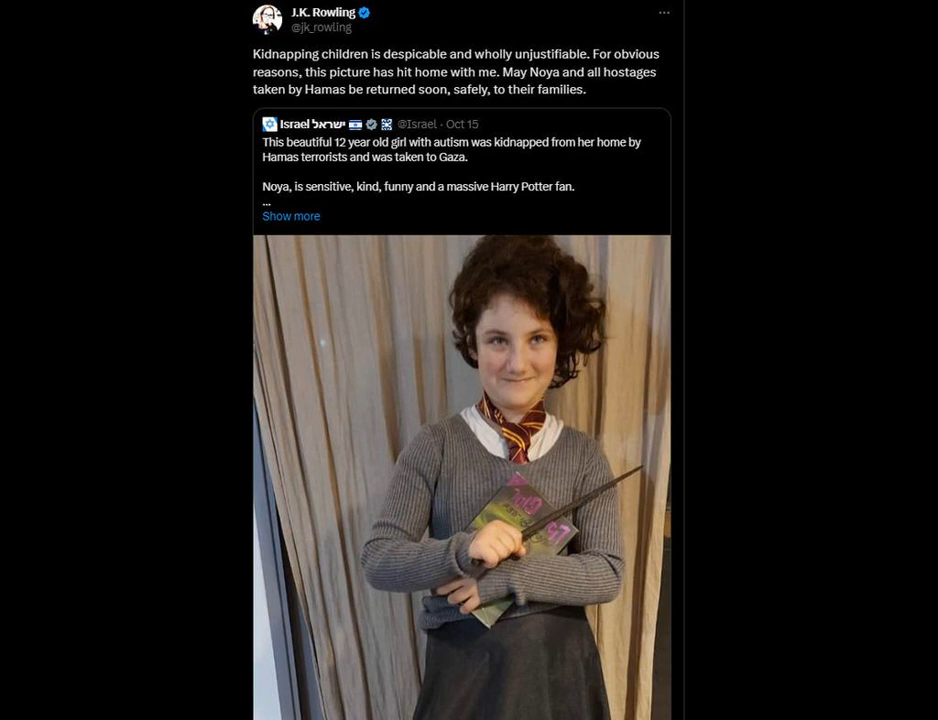 J.K. Rowling
@jk_rowling
Kidnapping children is despicable and wholly unjustifiable. For obvious
reasons, this picture has hit home with me. May Noya and all hostages
taken by Hamas be returned soon, safely, to their families.
Israel ישראל @Israel · Oct 15
This beautiful 12 year old girl with autism was kidnapped from her home by
Hamas terrorists and was taken to Gaza.
Noya, is sensitive, kind, funny and a massive Harry Potter fan.
...
Show more